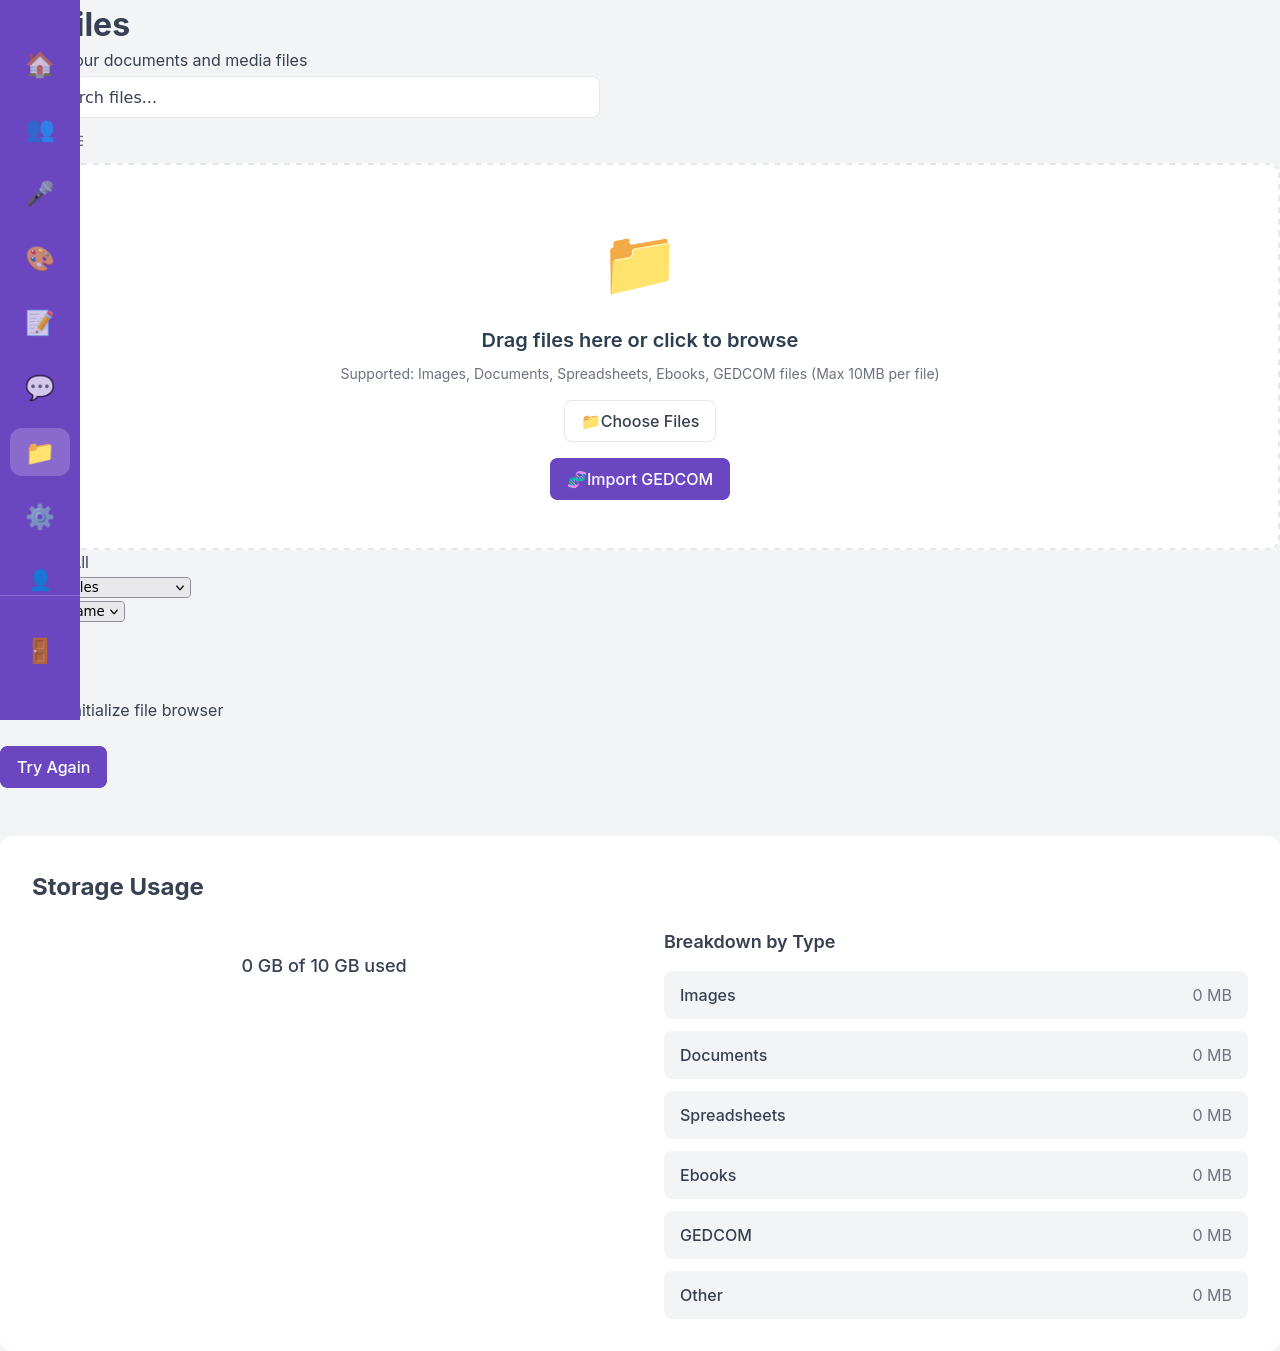 iles
our documents and media files
rch files...
Drag files here or click to browse
Supported: Images, Documents, Spreadsheets, Ebooks, GEDCOM files (Max 10MB per file)
Choose Files
Import GEDCOM
ll
les
ame
itialize file browser
Try Again
Storage Usage
0 GB of 10 GB used
Breakdown by Type
Images 0 MB
Documents 0 MB
Spreadsheets 0 MB
Ebooks 0 MB
GEDCOM 0 MB
Other 0 MB